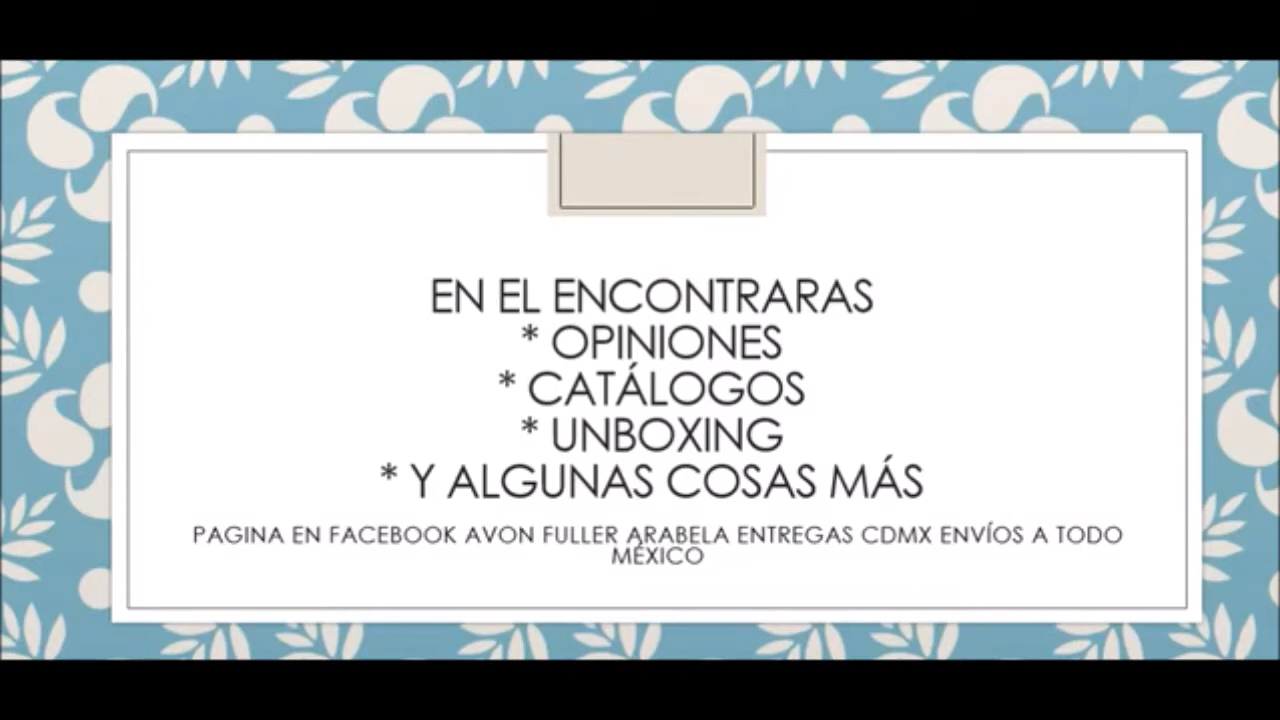 EN EL ENCONTRARAS
* OPINIONES
* CATÁLOGOS
* UNBOXING
* Y ALGUNAS COSAS MÁS
PAGINA EN FACEBOOK AVON FULLER ARABELA ENTREGAS CDMX ENVÍOS A TODO
MÉXICO